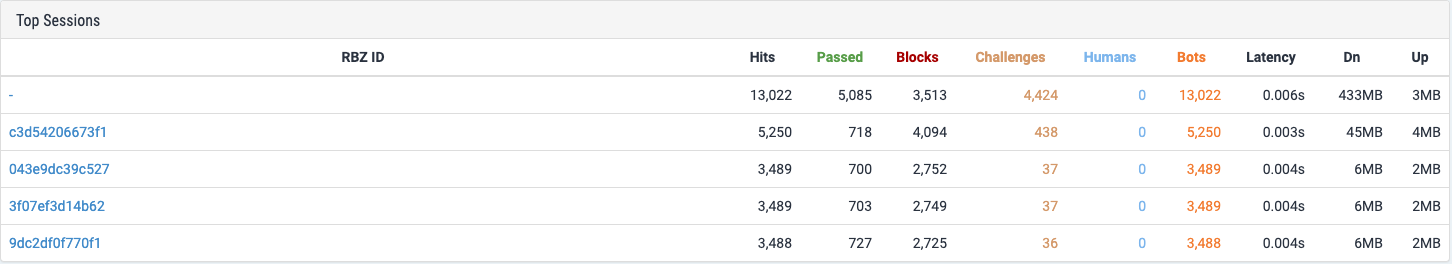 Top Sessions
RBZ ID Hits Passed Blocks Challenges Humans Bots Latency Dn Up
- 13,022 5,085 3,513 4,424 0 13,022 0.006s 433MB 3MB
c3d54206673f1 5,250 718 4,094 438 0 5,250 0.003s 45MB 4MB
043e9dc39c527 3,489 700 2,752 37 0 3,489 0.004s 6MB 2MB
3f07ef3d14b62 3,489 703 2,749 37 0 3,489 0.004s 6MB 2MB
9dc2df0f770f1 3,488 727 2,725 36 0 3,488 0.004s 6MB 2MB